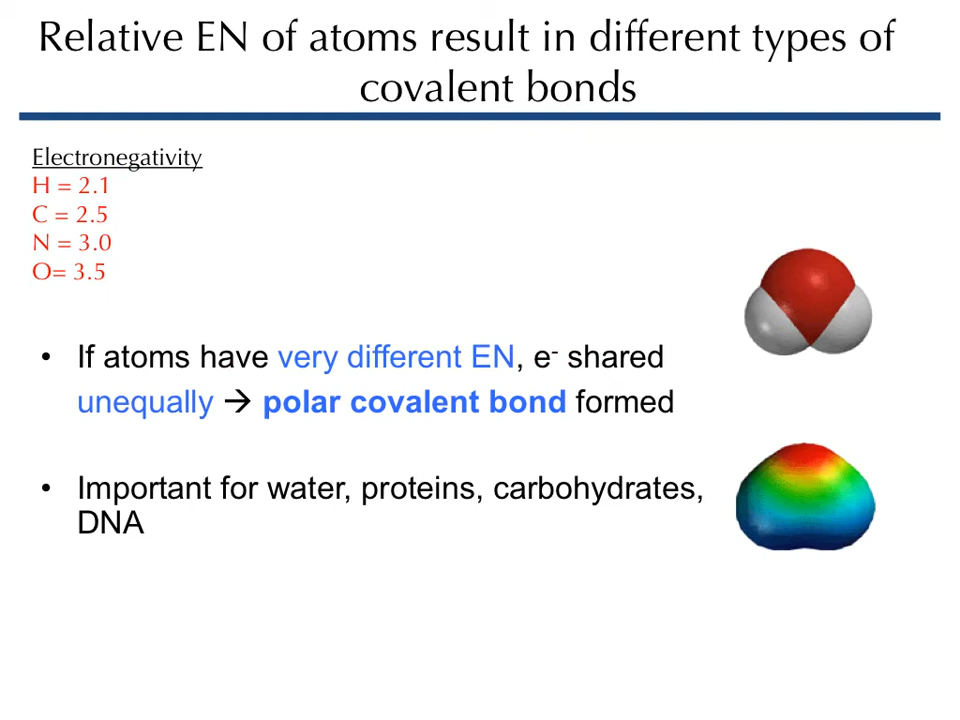 Relative EN of atoms result in different types of
covalent bonds
Electronegativity
H = 2.1
C = 2.5
N = 3.0
O= 3.5
• If atoms have very different EN, e- shared
unequally → polar covalent bond formed
• Important for water, proteins, carbohydrates,
DNA